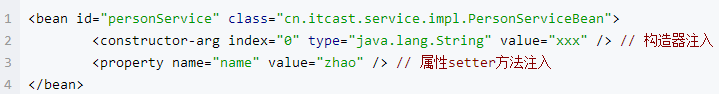 1 <bean id="personService" class="cn.itcast.service.impl.PersonServiceBean">
2 <constructor-arg index="0" type="java.lang.String" value="xxx" /> // 构造器注入
3 <property name="name" value="zhao" /> // 属性setter方法注入
4 </bean>